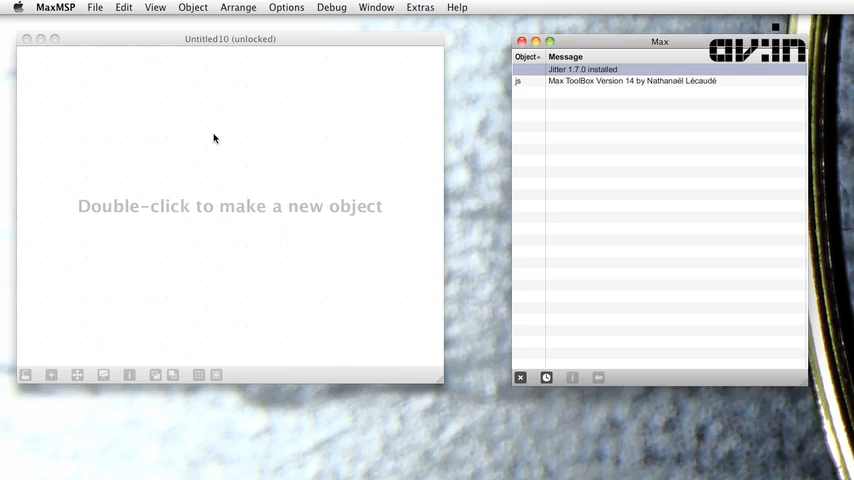 MaxMSP File Edit View Object Arrange Options Debug Window Extras Help
Untitled10 (unlocked)
Double-click to make a new object
Max
av:in
Object Message
Jitter 1.7.0 installed
js Max ToolBox Version 14 by Nathanaël Lécaudé